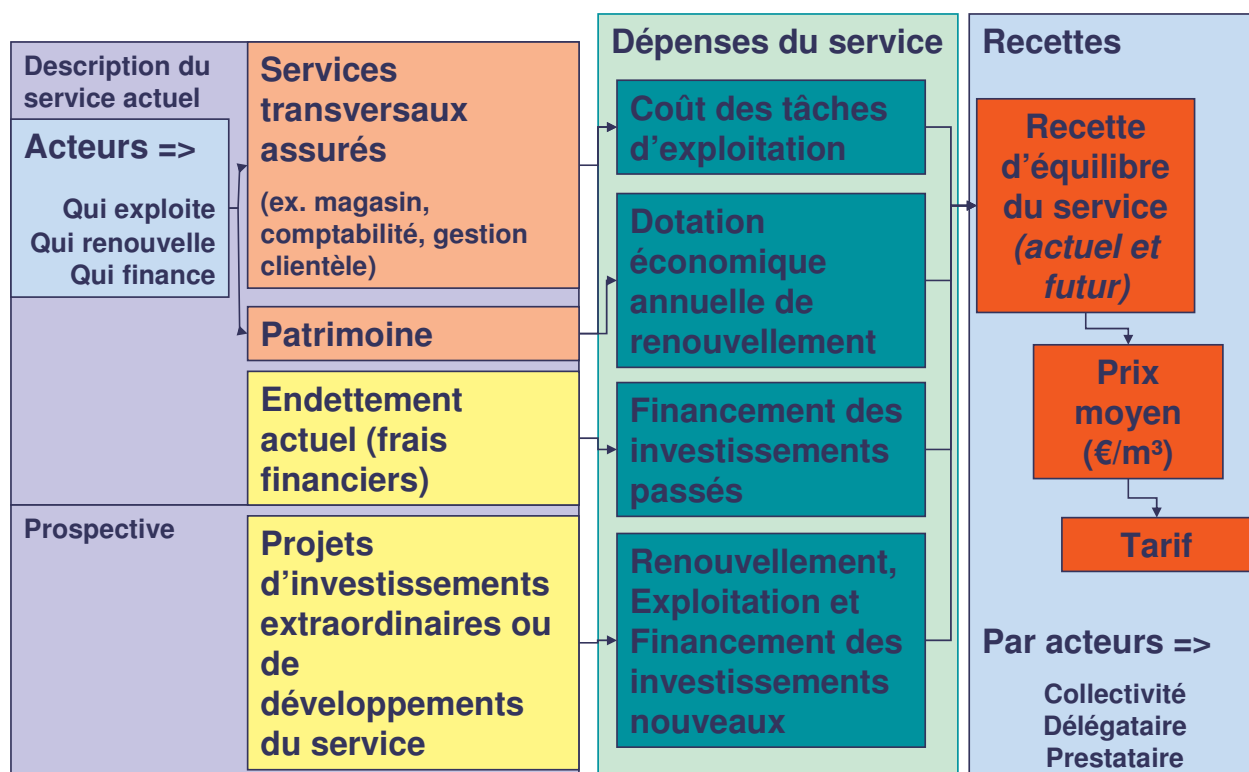 Description du
service actuel
Acteurs =>
Qui exploite
Qui renouvelle
Qui finance
Services
transversaux
assurés
(ex. magasin,
comptabilité, gestion
clientèle)
Patrimoine
Endettement
actuel (frais
financiers)
Prospective
Projets
d’investissements
extraordinaires ou
de
développements
du service
Dépenses du service
Coût des tâches
d’exploitation
Dotation
économique
annuelle de
renouvellement
Financement des
investissements
passés
Renouvellement,
Exploitation et
Financement des
investissements
nouveaux
Recettes
Recette
d’équilibre
du service
(actuel et
futur)
Prix
moyen
(€/m³)
Tarif
Par acteurs =>
Collectivité
Délégataire
Prestataire